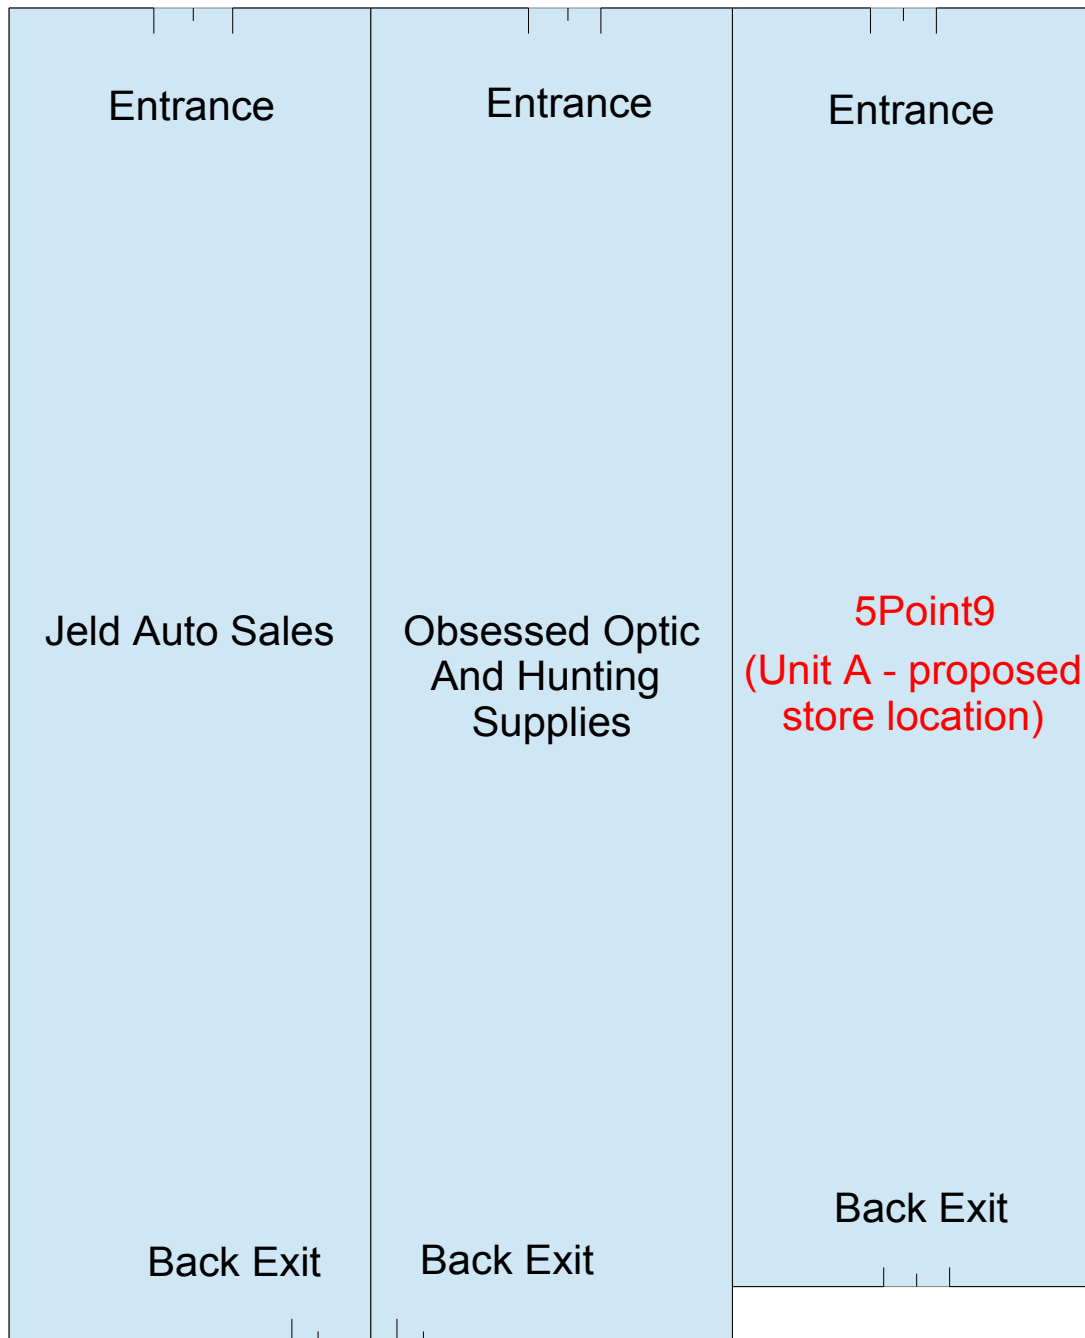 Entrance
Entrance
Entrance
Jeld Auto Sales
Obsessed Optic
And Hunting
Supplies
5Point9
(Unit A - proposed
store location)
Back Exit
Back Exit
Back Exit